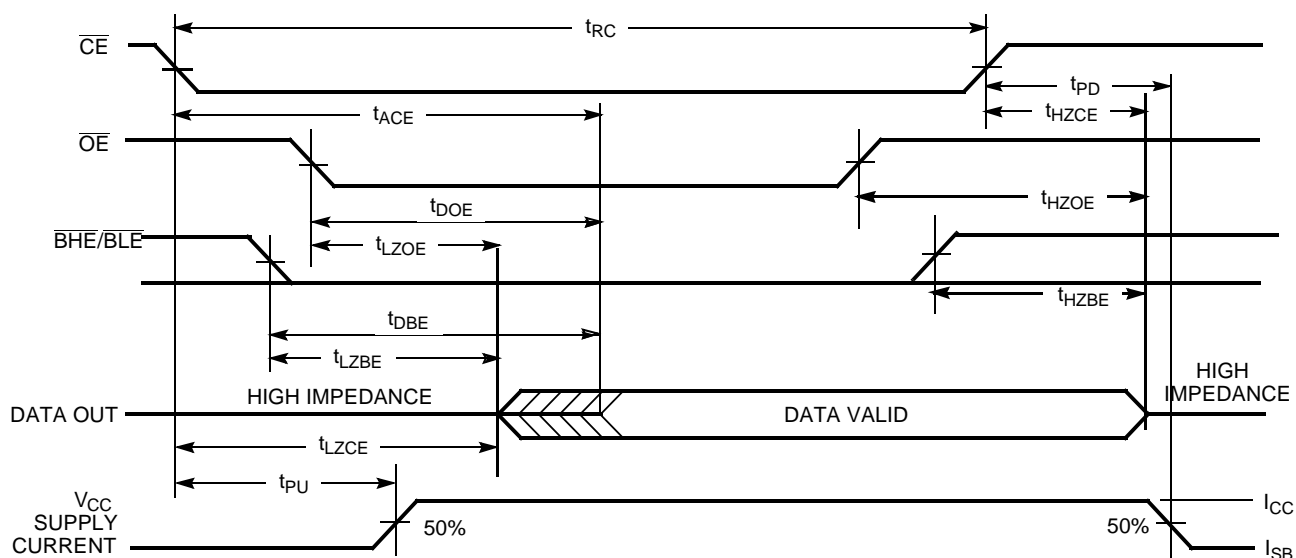 tRC
CE
tPD
tACE
tHZCE
OE
tDOE
tHZOE
BHE/BLE
tLZOE
tHZBE
tDBE
tLZBE
HIGH IMPEDANCE
HIGH
IMPEDANCE
DATA OUT
DATA VALID
tLZCE
tPU
VCC
SUPPLY
CURRENT
50%
50%
ICC
ISB